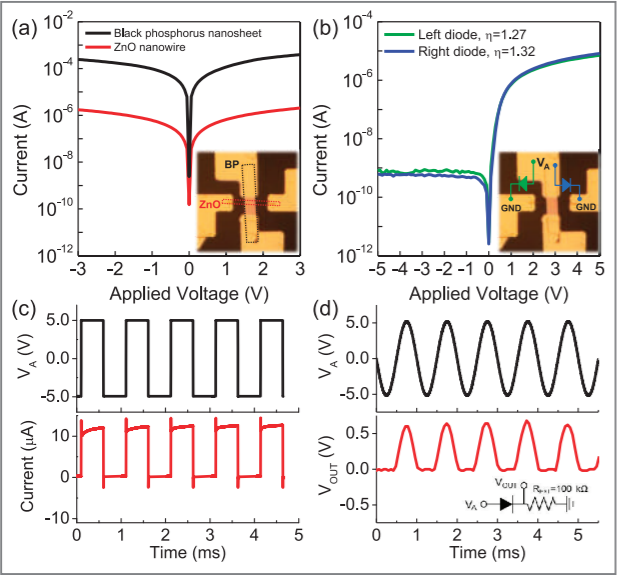 (a)
Black phosphorus nanosheet
ZnO nanowire
Current (A)
10⁻⁴
10⁻⁶
10⁻⁸
10⁻¹⁰
10⁻¹²
BP
ZnO
−3 −2 −1 0 1 2 3
Applied Voltage (V)
(b)
Left diode, η=1.27
Right diode, η=1.32
Current (A)
10⁻⁴
10⁻⁶
10⁻⁸
10⁻¹⁰
10⁻¹²
V_A
GND
GND
-5 -4 -3 -2 -1 0 1 2 3 4 5
Applied Voltage (V)
(c)
V_A (V)
5.0
0.0
-5.0
Current (μA)
10
0
-10
0 1 2 3 4 5
Time (ms)
(d)
V_A (V)
5.0
0.0
-5.0
V_OUT (V)
1.0
0.5
0.0
-0.5
V_OUT
V_A
=100 kΩ
0 1 2 3 4 5
Time (ms)